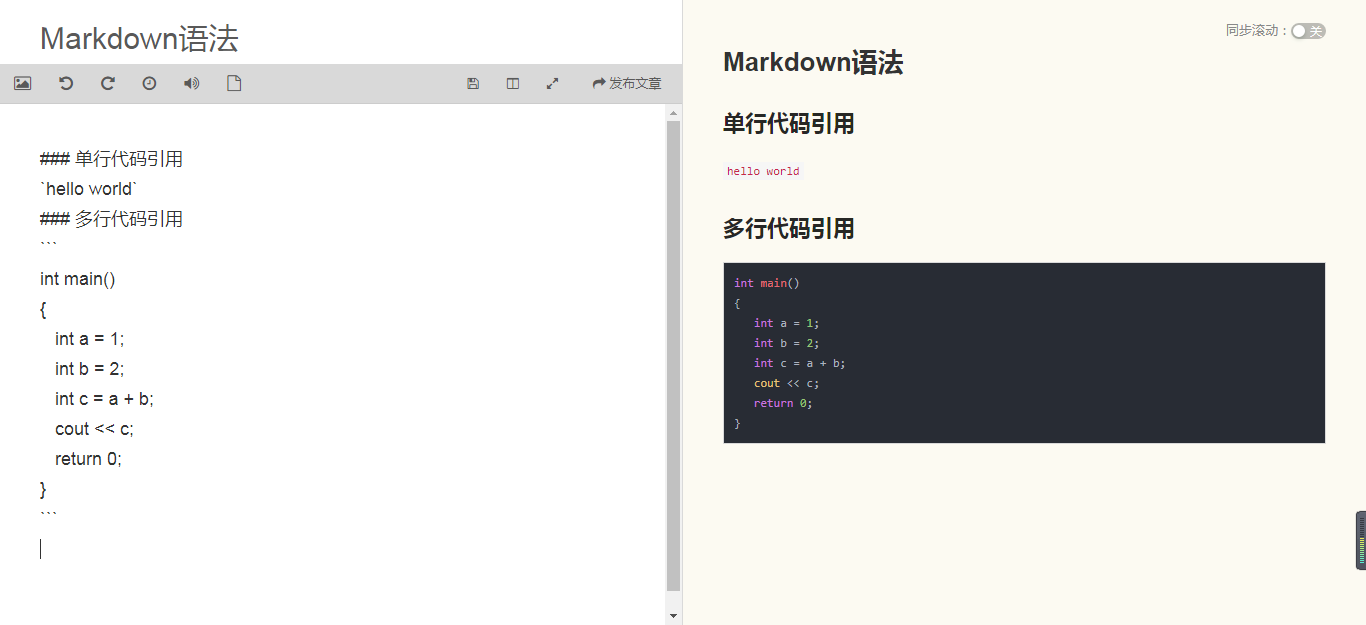 Markdown语法
发布文章
### 单行代码引用
`hello world`
### 多行代码引用
```
int main()
{
   int a = 1;
   int b = 2;
   int c = a + b;
   cout << c;
   return 0;
}
```
同步滚动：关
Markdown语法
单行代码引用
hello world
多行代码引用
int main()
{
   int a = 1;
   int b = 2;
   int c = a + b;
   cout << c;
   return 0;
}